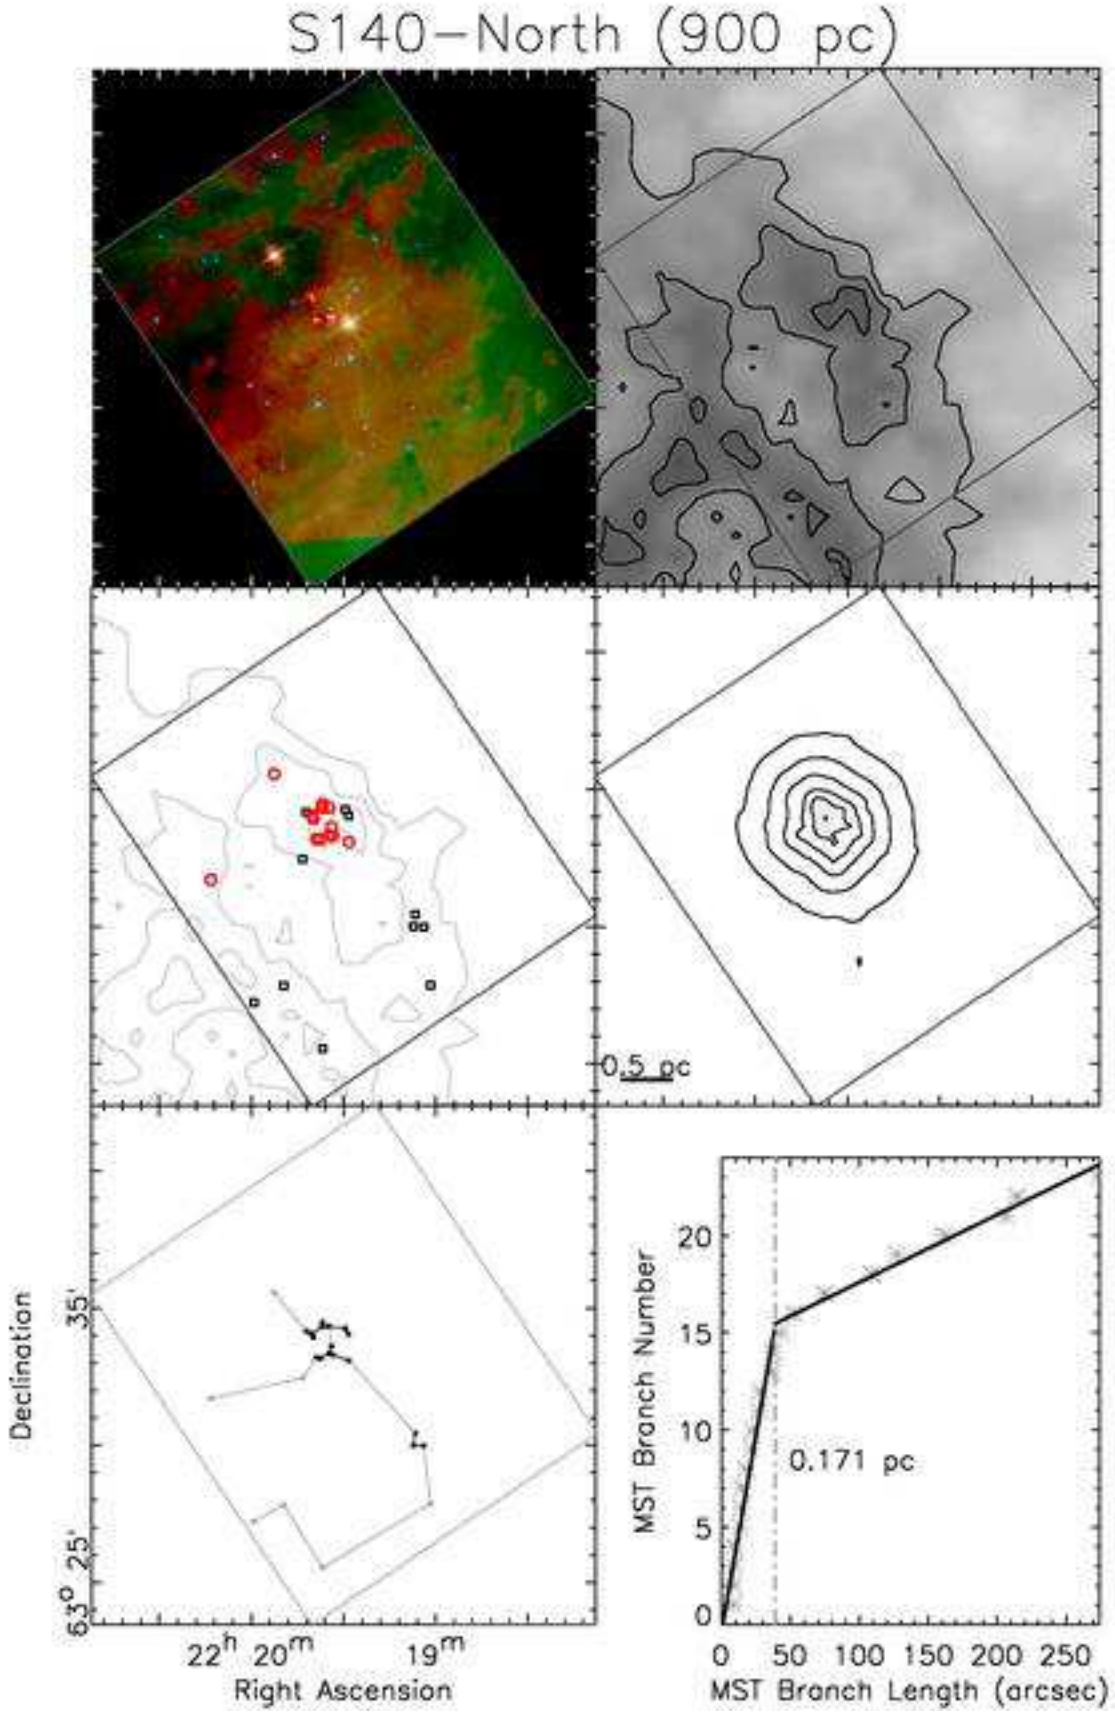 S140-North (900 pc)
0.5 pc
Declination
35'
63° 25'
22h 20m 19m
Right Ascension
MST Branch Number
20
15
10
5
0
0.171 pc
0 50 100 150 200 250
MST Branch Length (arcsec)